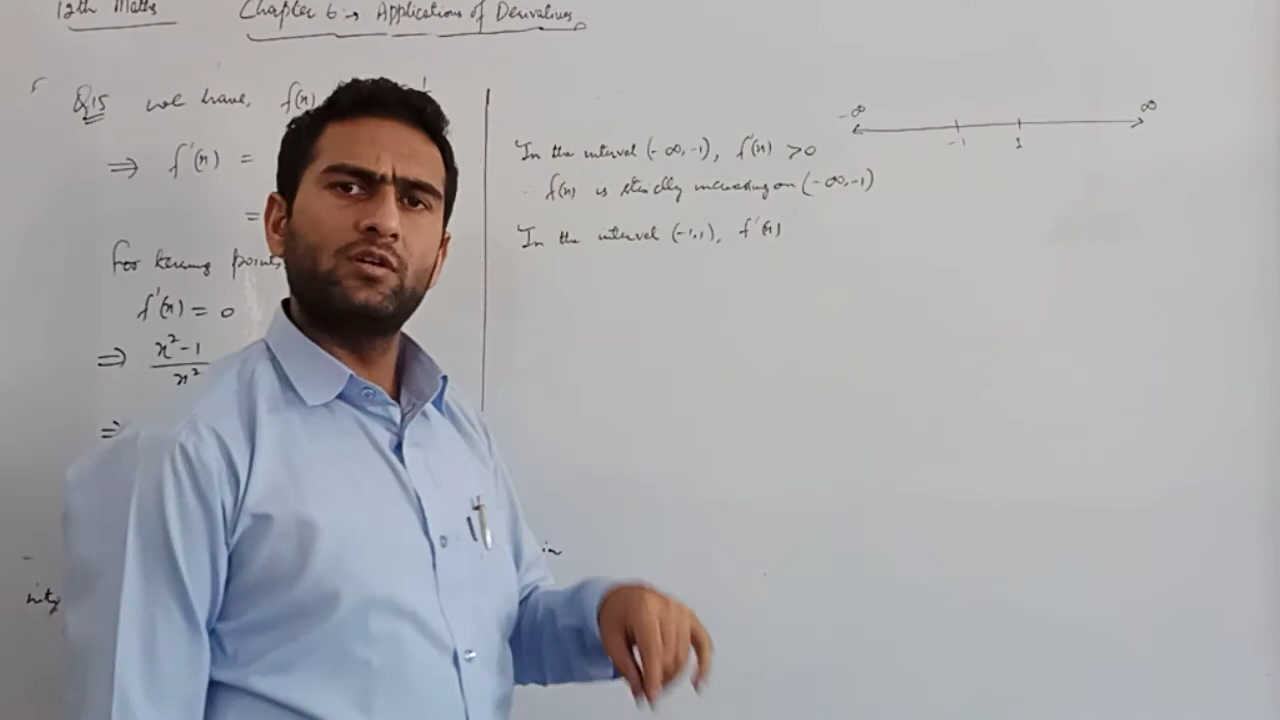 12th Maths
Chapter 6 → Applications of Derivatives
Q15 we have, f(x)
⇒ f'(x) =
=
For turning points
f'(x) = 0
⇒ x²-1
x²
⇒
In the interval (-∞,-1), f'(x) >0
∴ f(x) is strictly increasing on (-∞,-1)
In the interval (-1,1), f'(x)
-∞ ∞
-1 1
in